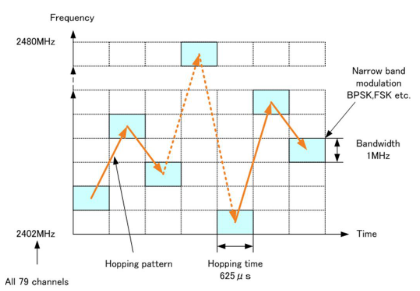 Frequency
2480MHz
Narrow band
modulation
BPSK,FSK etc.
Bandwidth
1MHz
2402MHz
Time
Hopping pattern
Hopping time
625 μ s
All 79 channels